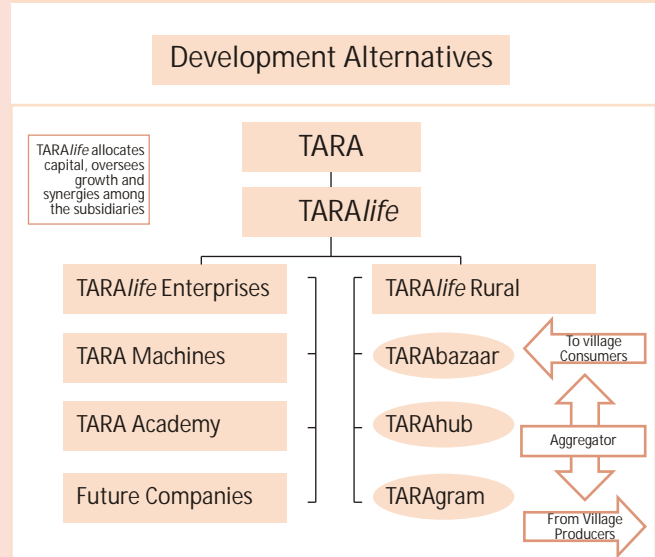 Development Alternatives
TARAlife allocates
capital, oversees
growth and
synergies among
the subsidiaries
TARA
TARAlife
TARAlife Enterprises
TARA Machines
TARA Academy
Future Companies
TARAlife Rural
TARAbazaar
TARAhub
TARAgram
To village
Consumers
Aggregator
From Village
Producers